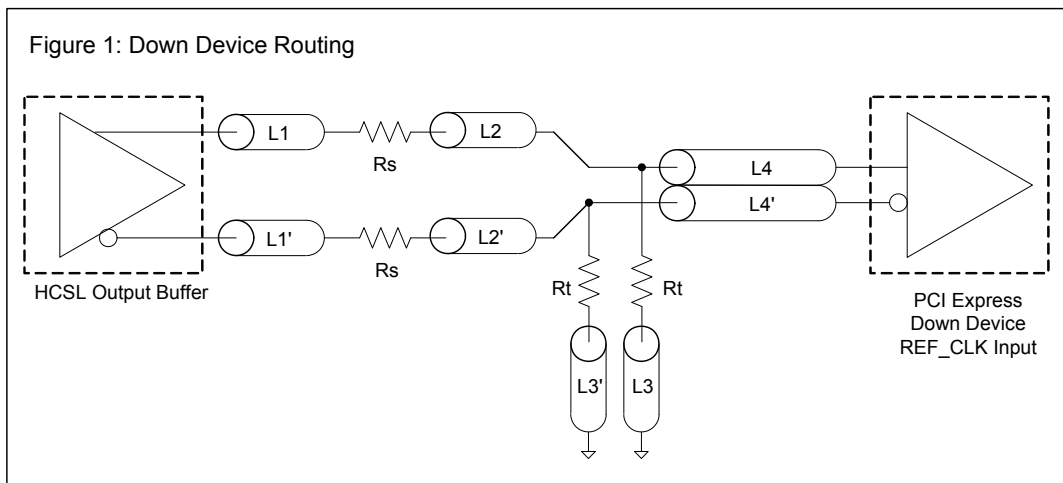 Figure 1: Down Device Routing
L1
Rs
L2
L4
L4'
L1'
Rs
L2'
HCSL Output Buffer
Rt
Rt
L3'
L3
PCI Express
Down Device
REF_CLK Input